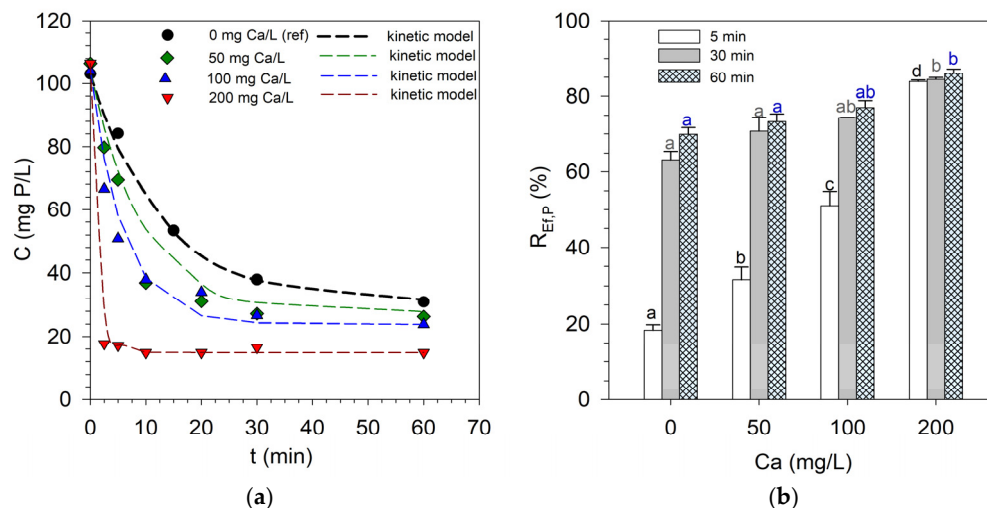 0 mg Ca/L (ref) kinetic model
50 mg Ca/L kinetic model
100 mg Ca/L kinetic model
200 mg Ca/L kinetic model
C (mg P/L)
120
100
80
60
40
20
0
0 10 20 30 40 50 60 70
t (min)
(a)
5 min
30 min
60 min
R_Ef,P (%)
100
80
60
40
20
0
a a a
b a a
c ab ab
d b b
0 50 100 200
Ca (mg/L)
(b)